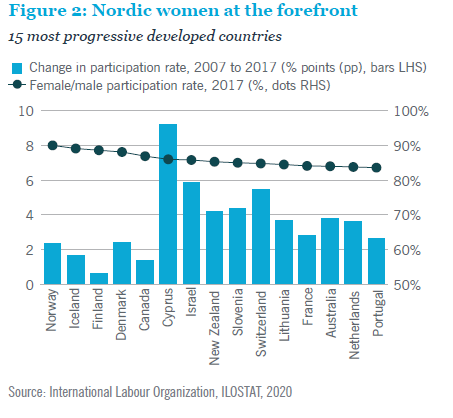 Figure 2: Nordic women at the forefront
15 most progressive developed countries
Change in participation rate, 2007 to 2017 (% points (pp), bars LHS)
Female/male participation rate, 2017 (%, dots RHS)
10 100%
8 90%
6 80%
4 70%
2 60%
0 50%
Norway
Iceland
Finland
Denmark
Canada
Cyprus
Israel
New Zealand
Slovenia
Switzerland
Lithuania
France
Australia
Netherlands
Portugal
Source: International Labour Organization, ILOSTAT, 2020